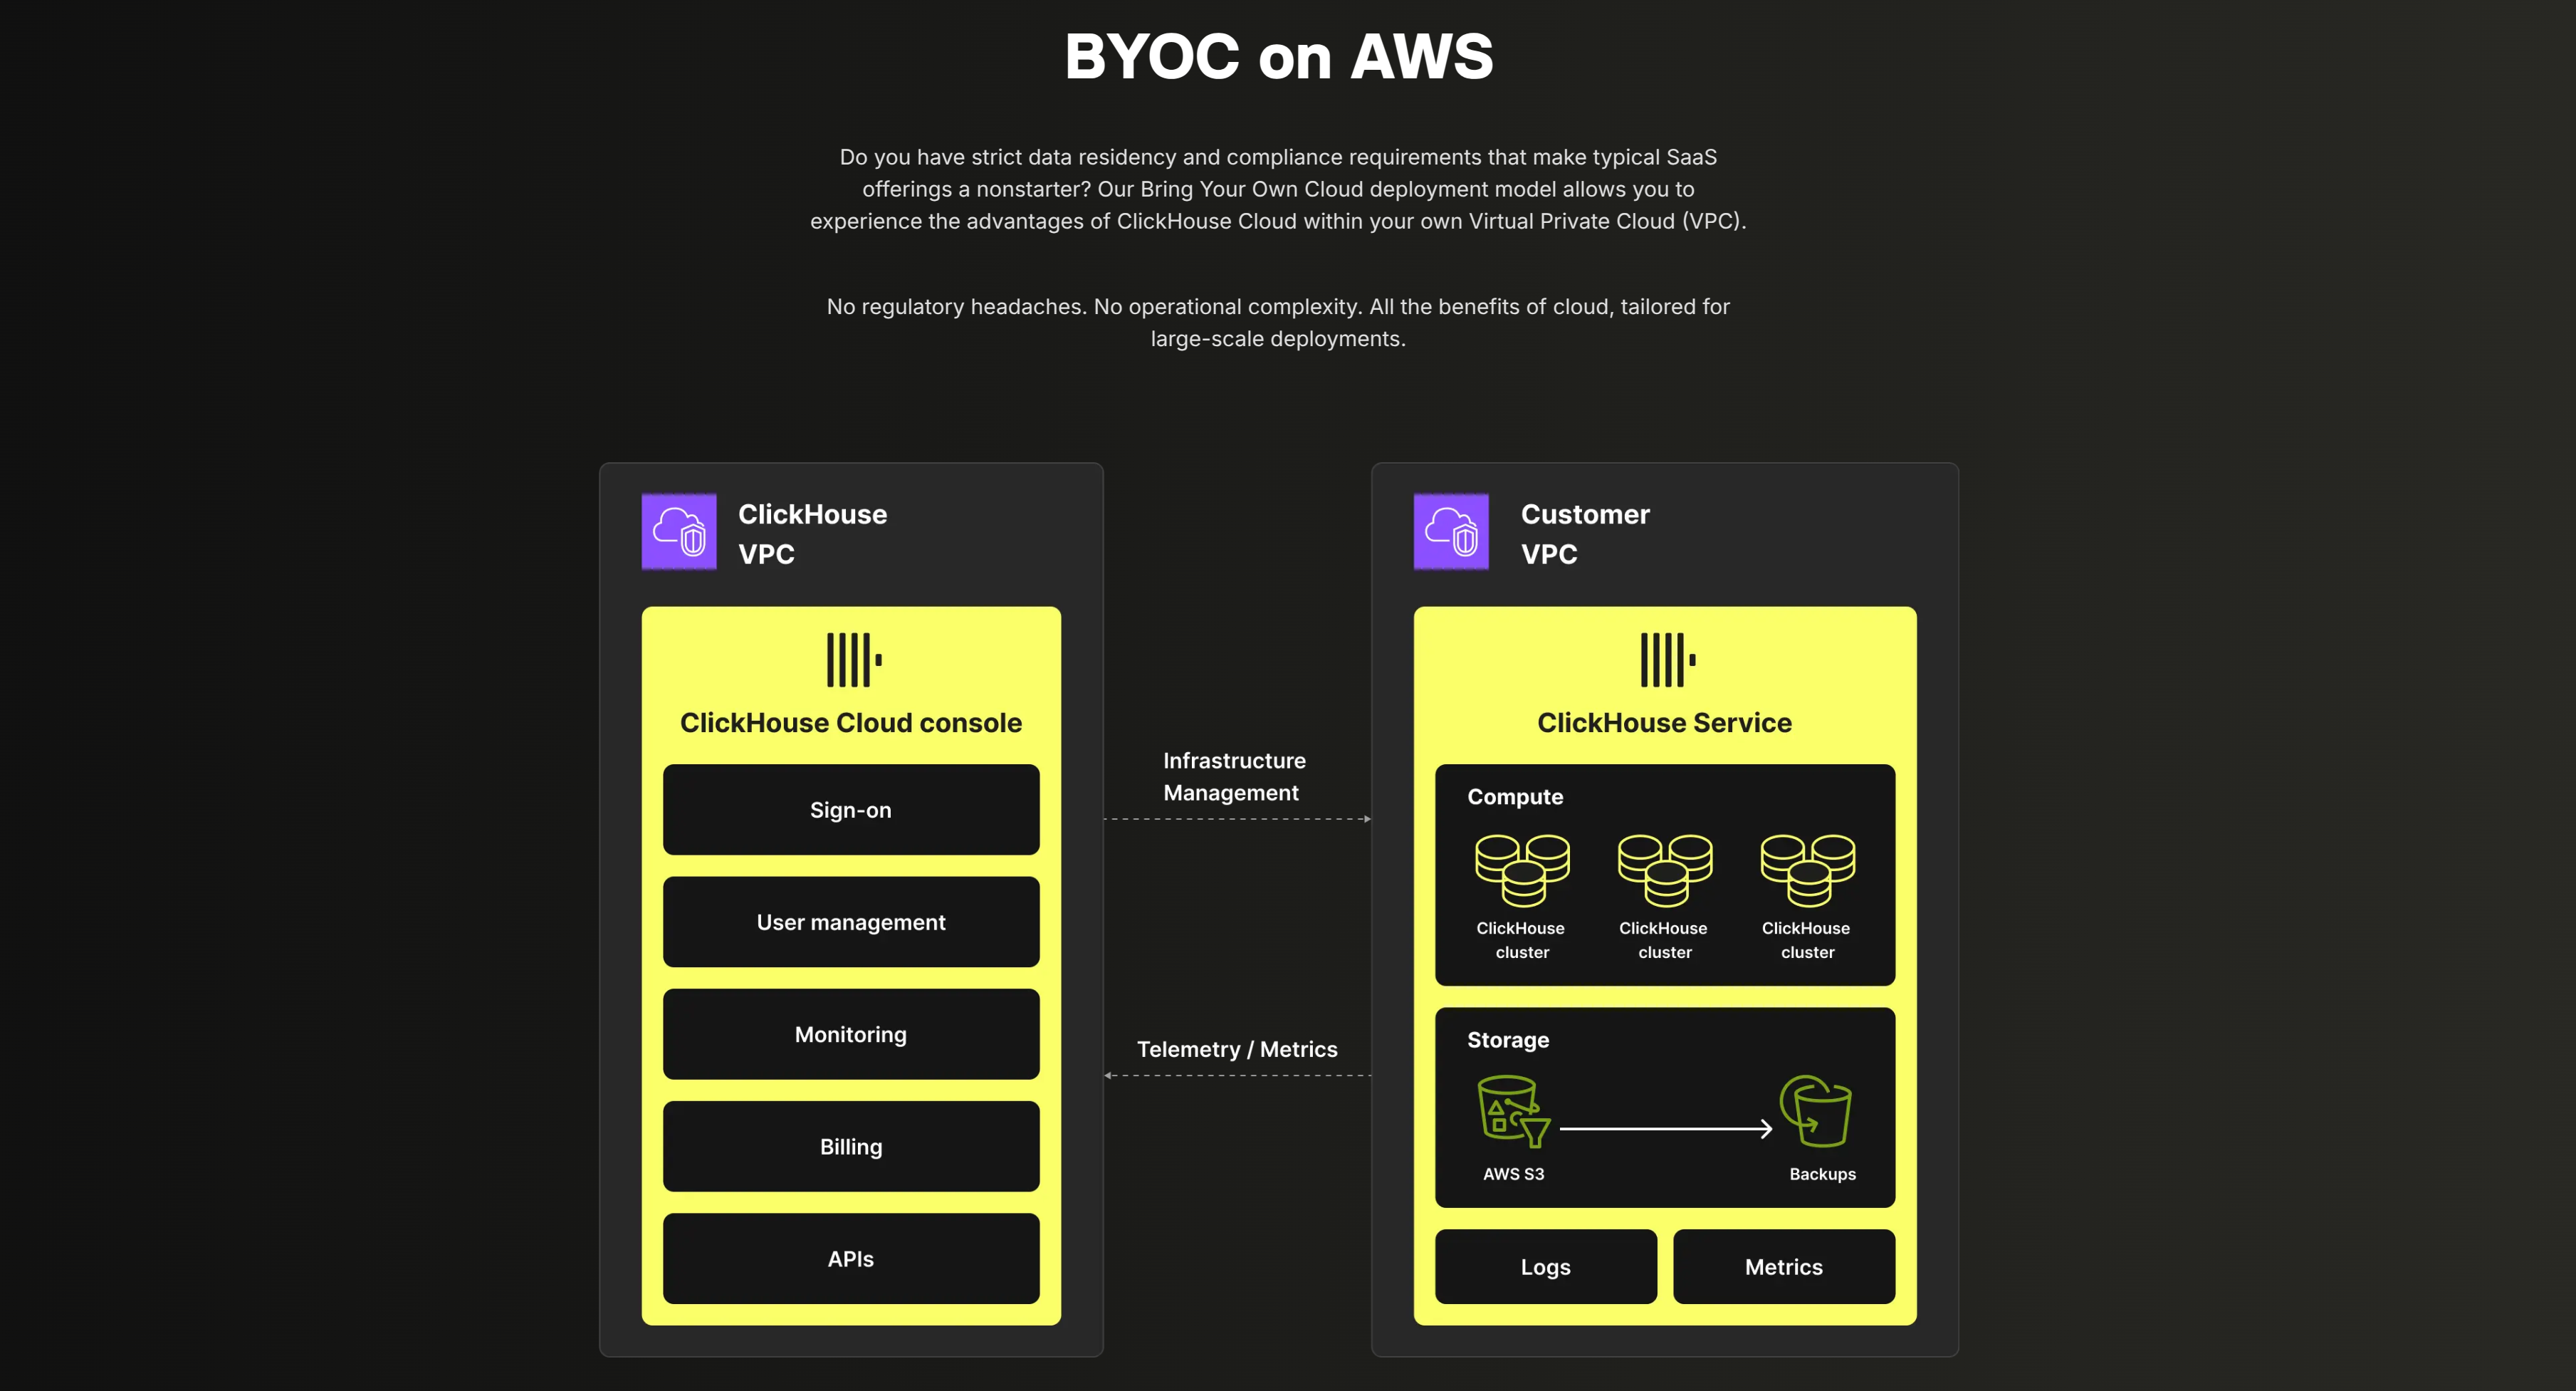 BYOC on AWS
Do you have strict data residency and compliance requirements that make typical SaaS
offerings a nonstarter? Our Bring Your Own Cloud deployment model allows you to
experience the advantages of ClickHouse Cloud within your own Virtual Private Cloud (VPC).
No regulatory headaches. No operational complexity. All the benefits of cloud, tailored for
large-scale deployments.
ClickHouse
VPC
ClickHouse Cloud console
Sign-on
User management
Monitoring
Billing
APIs
Infrastructure
Management
Telemetry / Metrics
Customer
VPC
ClickHouse Service
Compute
ClickHouse
cluster
ClickHouse
cluster
ClickHouse
cluster
Storage
AWS S3
Backups
Logs
Metrics